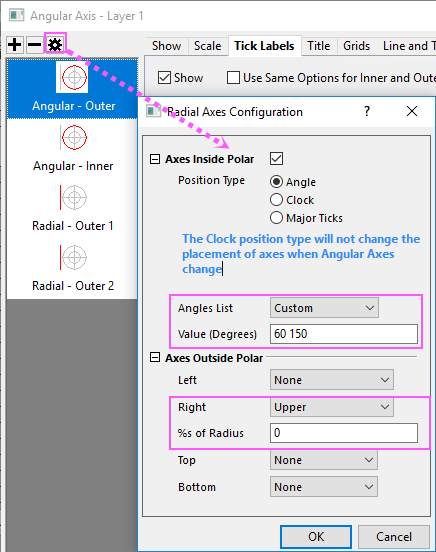 Angular Axis - Layer 1
Show Scale Tick Labels Title Grids Line and T
Show Use Same Options for Inner and Oute
Angular - Outer
Angular - Inner
Radial - Outer 1
Radial - Outer 2
Radial Axes Configuration ?
Axes Inside Polar
Position Type Angle
Clock
Major Ticks
The Clock position type will not change the
placement of axes when Angular Axes
change
Angles List Custom
Value (Degrees) 60 150
Axes Outside Polar
Left None
Right Upper
%s of Radius 0
Top None
Bottom None
OK Cancel